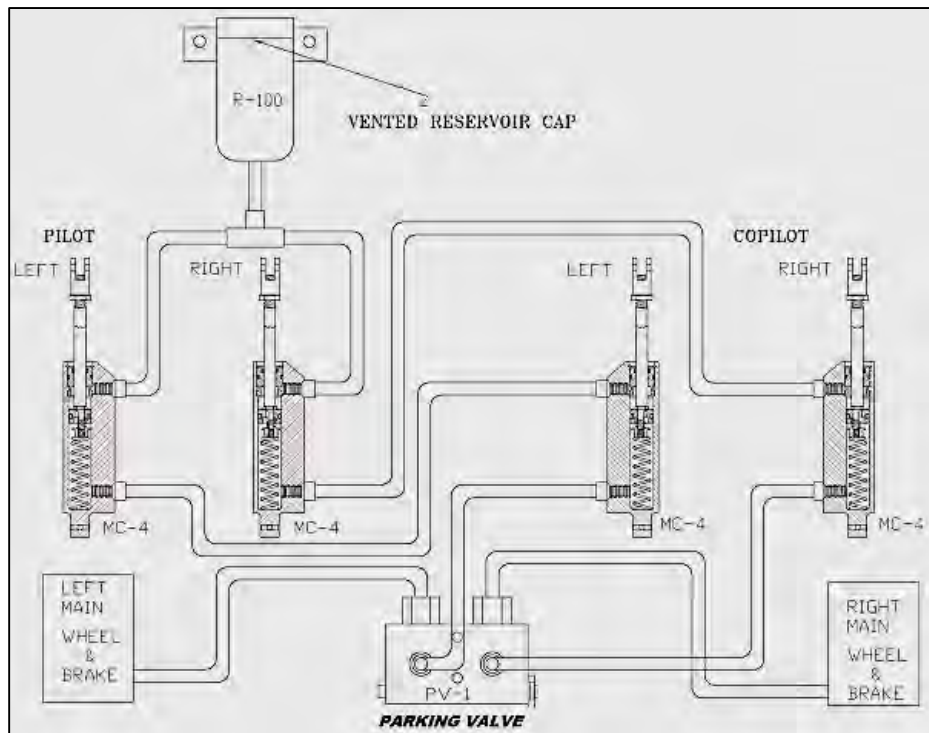 R-100
VENTED RESERVOIR CAP
PILOT
COPILOT
LEFT
RIGHT
LEFT
RIGHT
MC-4
MC-4
MC-4
MC-4
LEFT
MAIN
WHEEL
&
BRAKE
RIGHT
MAIN
WHEEL
&
BRAKE
PV-1
PARKING VALVE